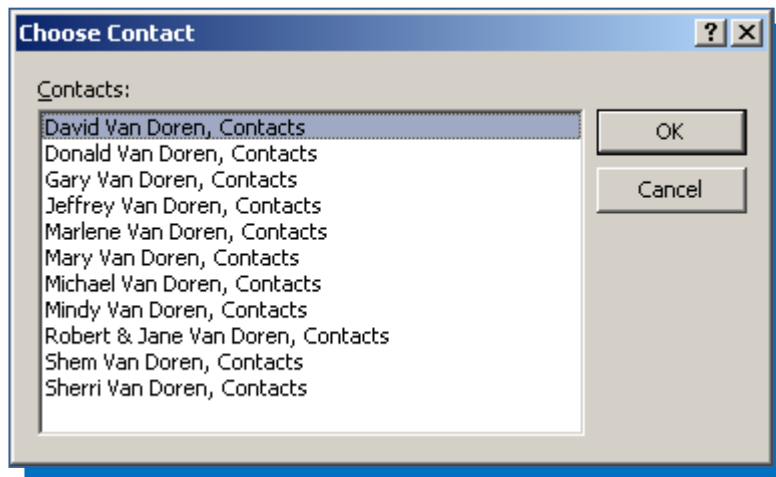 Choose Contact
Contacts:
David Van Doren, Contacts
Donald Van Doren, Contacts
Gary Van Doren, Contacts
Jeffrey Van Doren, Contacts
Marlene Van Doren, Contacts
Mary Van Doren, Contacts
Michael Van Doren, Contacts
Mindy Van Doren, Contacts
Robert & Jane Van Doren, Contacts
Shem Van Doren, Contacts
Sherri Van Doren, Contacts
OK
Cancel